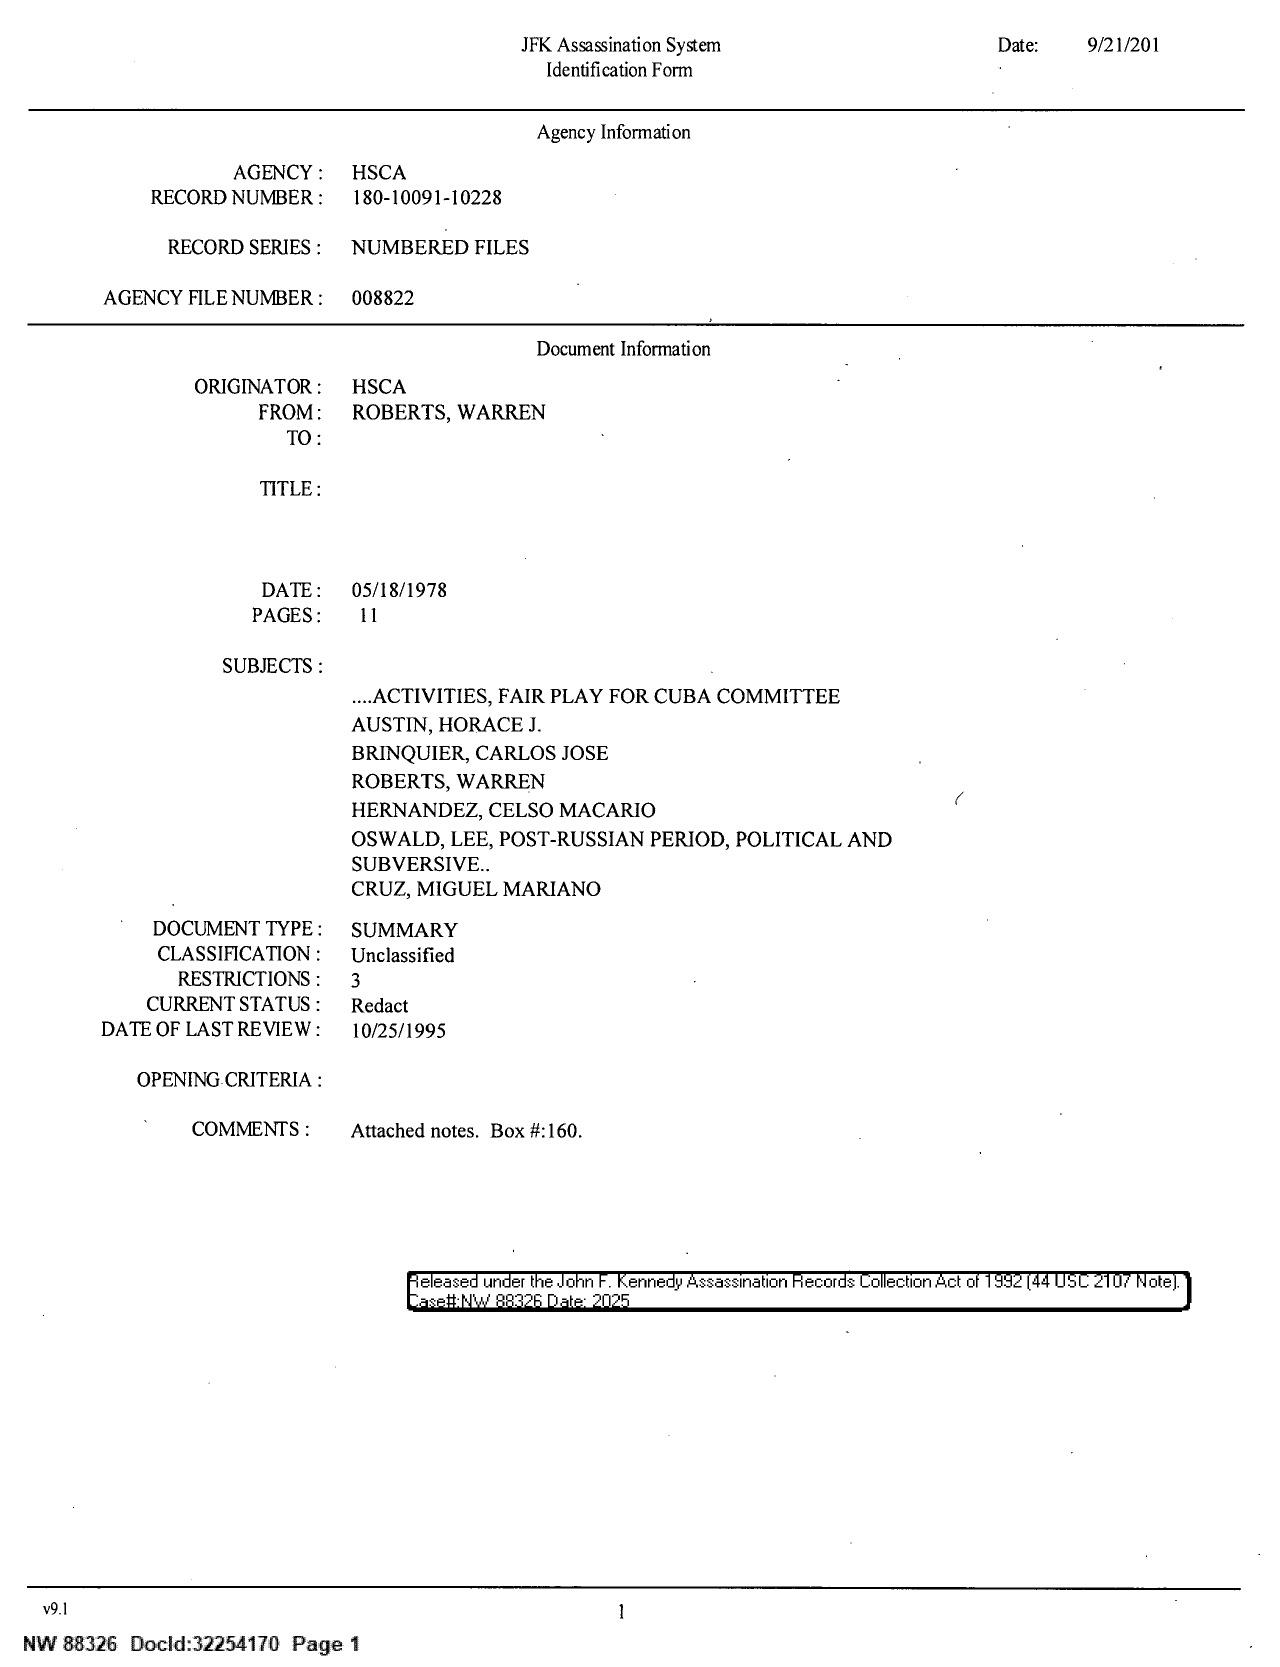 JFK Assassination System
Date: 9/21/201
Identification Form
Agency Information
AGENCY : HSCA
RECORD NUMBER : 180-10091-10228
RECORD SERIES : NUMBERED FILES
AGENCY FILE NUMBER : 008822
Document Information
ORIGINATOR : HSCA
FROM : ROBERTS, WARREN
TO :
TITLE :
DATE : 05/18/1978
PAGES : 11
SUBJECTS :
....ACTIVITIES, FAIR PLAY FOR CUBA COMMITTEE
AUSTIN, HORACE J.
BRINQUIER, CARLOS JOSE
ROBERTS, WARREN
HERNANDEZ, CELSO MACARIO
OSWALD, LEE, POST-RUSSIAN PERIOD, POLITICAL AND
SUBVERSIVE..
CRUZ, MIGUEL MARIANO
DOCUMENT TYPE : SUMMARY
CLASSIFICATION : Unclassified
RESTRICTIONS : 3
CURRENT STATUS : Redact
DATE OF LAST REVIEW : 10/25/1995
OPENING CRITERIA :
COMMENTS : Attached notes. Box #:160.
Released under the John F. Kennedy Assassination Records Collection Act of 1992 (44 USC 2107 Note).
Case#:NW 88326 Date: 2025
v9.1
1
NW 88326 DocId:32254170 Page 1